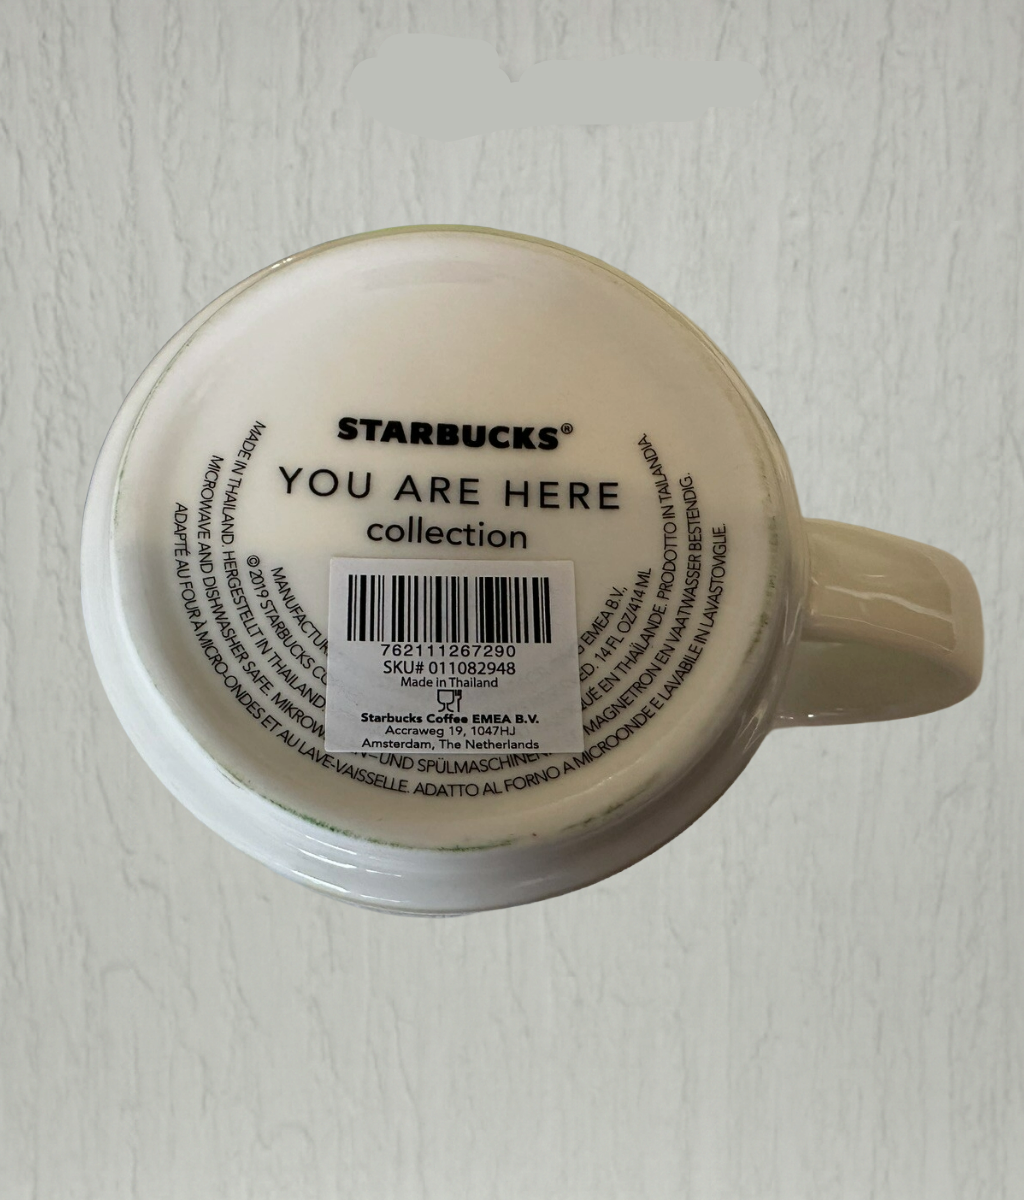 STARBUCKS®
YOU ARE HERE
collection
762111267290
SKU# 011082948
Made in Thailand
Starbucks Coffee EMEA B.V.
Accraweg 19, 1047HJ
Amsterdam, The Netherlands
MANUFACTUR EMEA B.V.
©2019 STARBUCKS CO ED. 14 FL OZ/414 ML
MADE IN THAILAND. HERGESTELLT IN THAILAND. QUÉ EN THAÏLANDE. PRODOTTO IN TAILANDIA.
MICROWAVE AND DISHWASHER SAFE. MIKROW N-UND SPÜLMASCHINEN MAGNETRON EN VAATWASSER BESTENDIG.
ADAPTÉ AU FOUR À MICRO-ONDES ET AU LAVE-VAISSELLE. ADATTO AL FORNO A MICROONDE E LAVABILE IN LAVASTOVIGLIE.